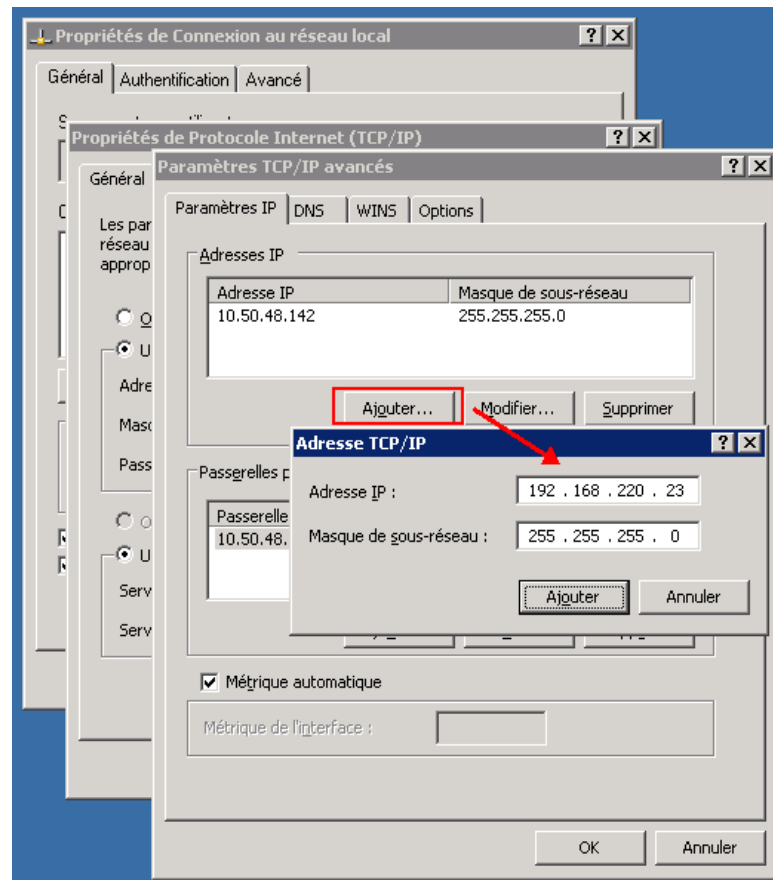 Propriétés de Connexion au réseau local
Général Authentification Avancé
Propriétés de Protocole Internet (TCP/IP)
Général
Paramètres TCP/IP avancés
Paramètres IP DNS WINS Options
Les par
réseau
approp
Adresses IP
Adresse IP Masque de sous-réseau
10.50.48.142 255.255.255.0
Adre
Ajouter... Modifier... Supprimer
Masq
Adresse TCP/IP
Pass
Passerelles p
Adresse IP : 192 . 168 . 220 . 23
Passerelle
10.50.48.
Masque de sous-réseau : 255 . 255 . 255 . 0
Serv
Ajouter Annuler
Serv
Métrique automatique
Métrique de l'interface :
OK Annuler